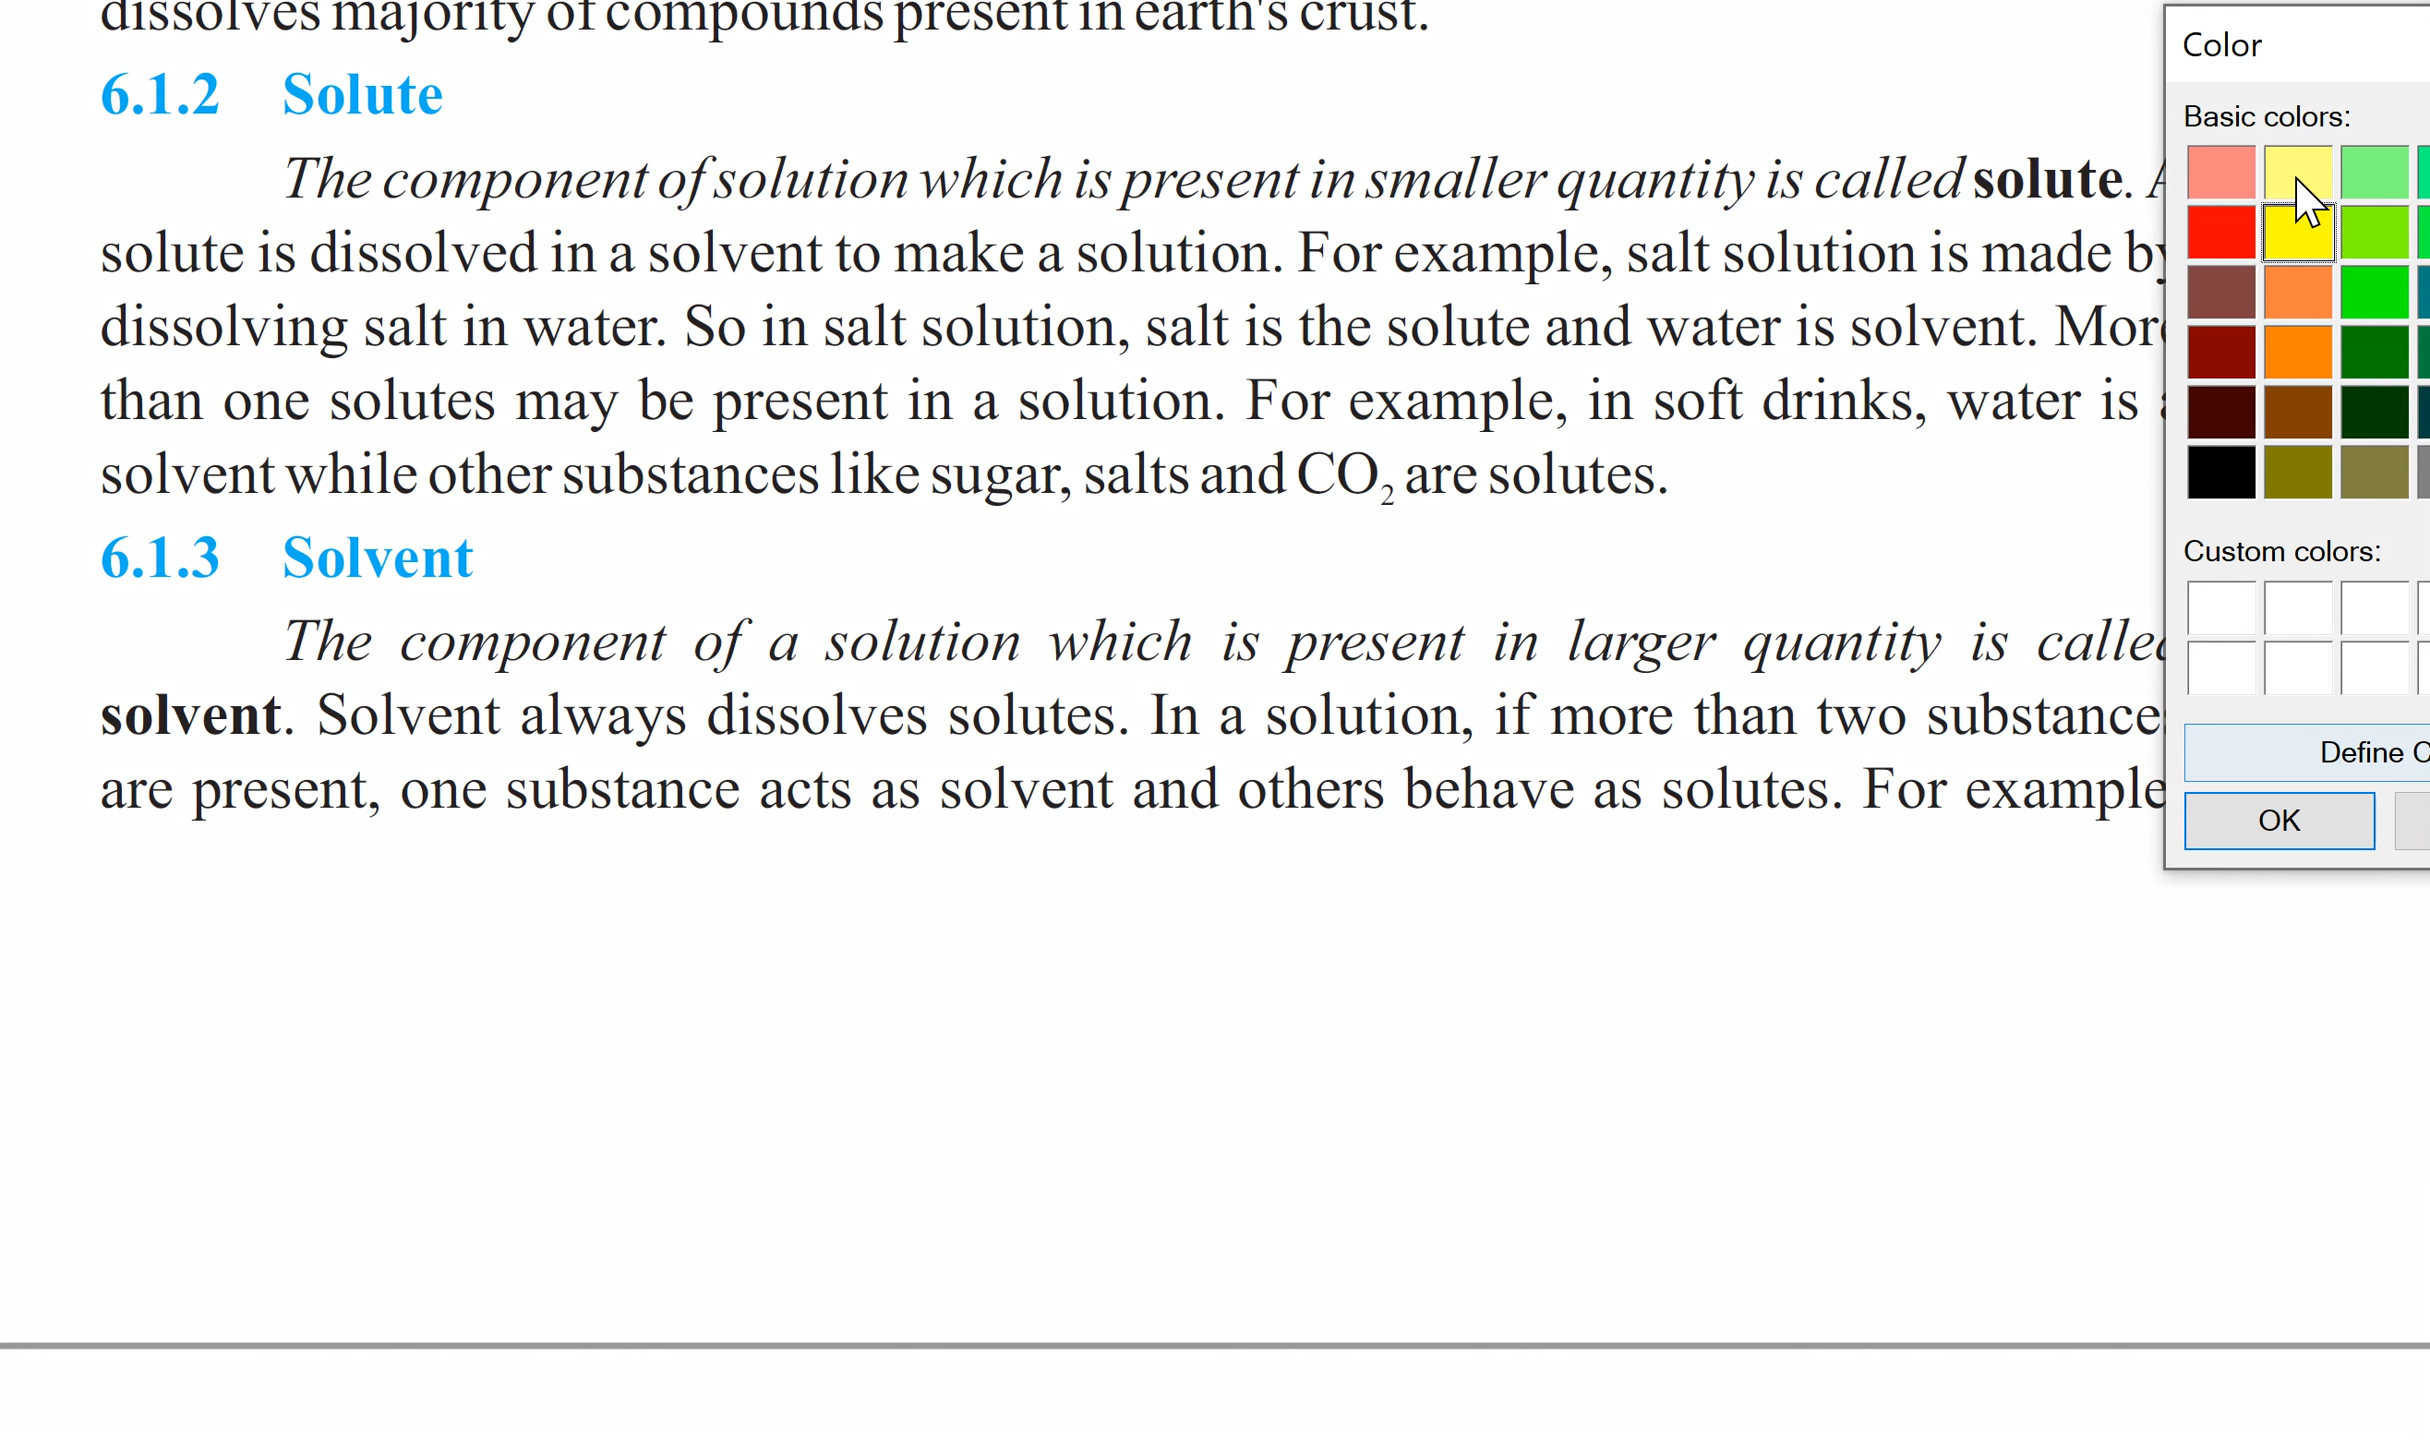 dissolves majority of compounds present in earth's crust.
6.1.2 Solute
The component of solution which is present in smaller quantity is called solute.
solute is dissolved in a solvent to make a solution. For example, salt solution is made by
dissolving salt in water. So in salt solution, salt is the solute and water is solvent. More
than one solutes may be present in a solution. For example, in soft drinks, water is
solvent while other substances like sugar, salts and CO₂ are solutes.
6.1.3 Solvent
The component of a solution which is present in larger quantity is called
solvent. Solvent always dissolves solutes. In a solution, if more than two substances
are present, one substance acts as solvent and others behave as solutes. For example
Color
Basic colors:
Custom colors:
Define
OK